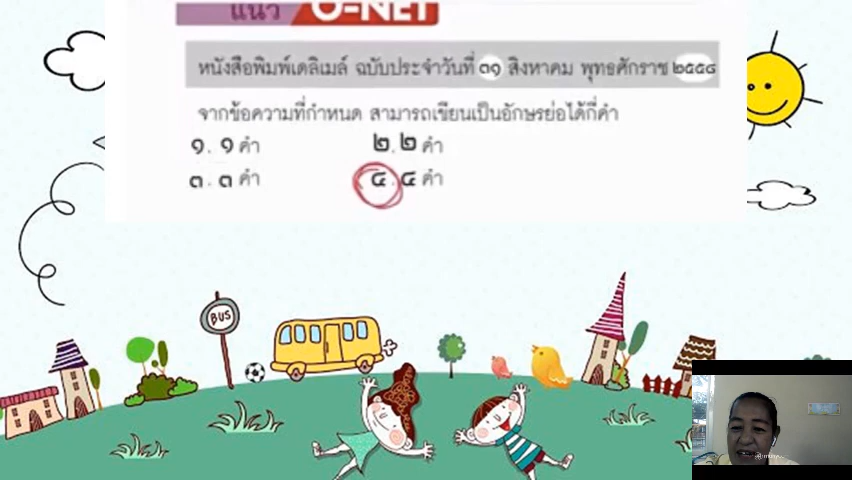 แนว O-NET
หนังสือพิมพ์เดลิเมล์ ฉบับประจำวันที่ ๓๑ สิงหาคม พุทธศักราช ๒๕๕๘
จากข้อความที่กำหนด สามารถเขียนเป็นอักษรย่อได้กี่คำ
๑. ๑ คำ ๒. ๒ คำ
๓. ๓ คำ ๔. ๔ คำ
BUS